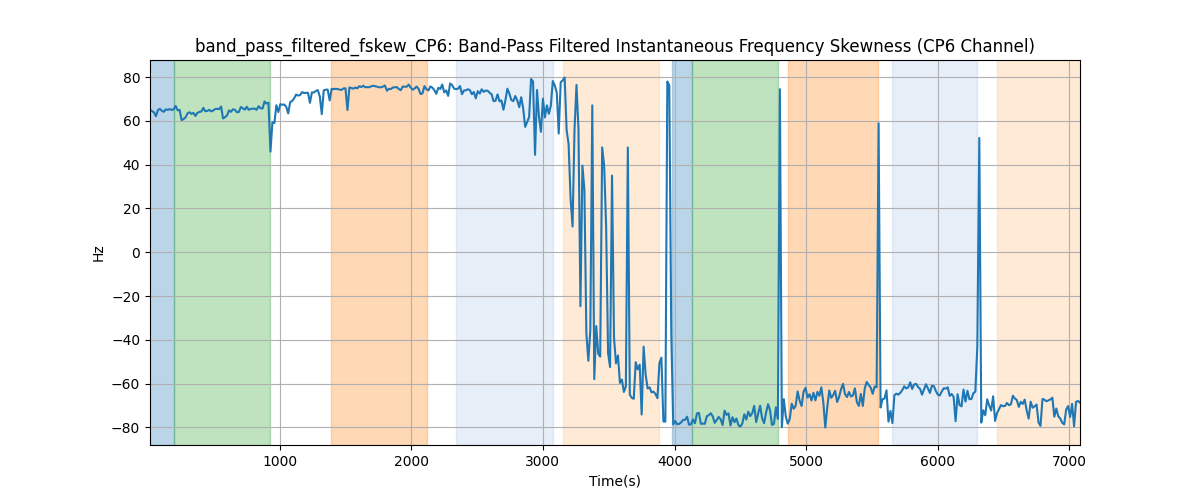 band_pass_filtered_fskew_CP6: Band-Pass Filtered Instantaneous Frequency Skewness (CP6 Channel)
80
60
40
20
0
−20
−40
−60
−80
Hz
1000 2000 3000 4000 5000 6000 7000
Time(s)